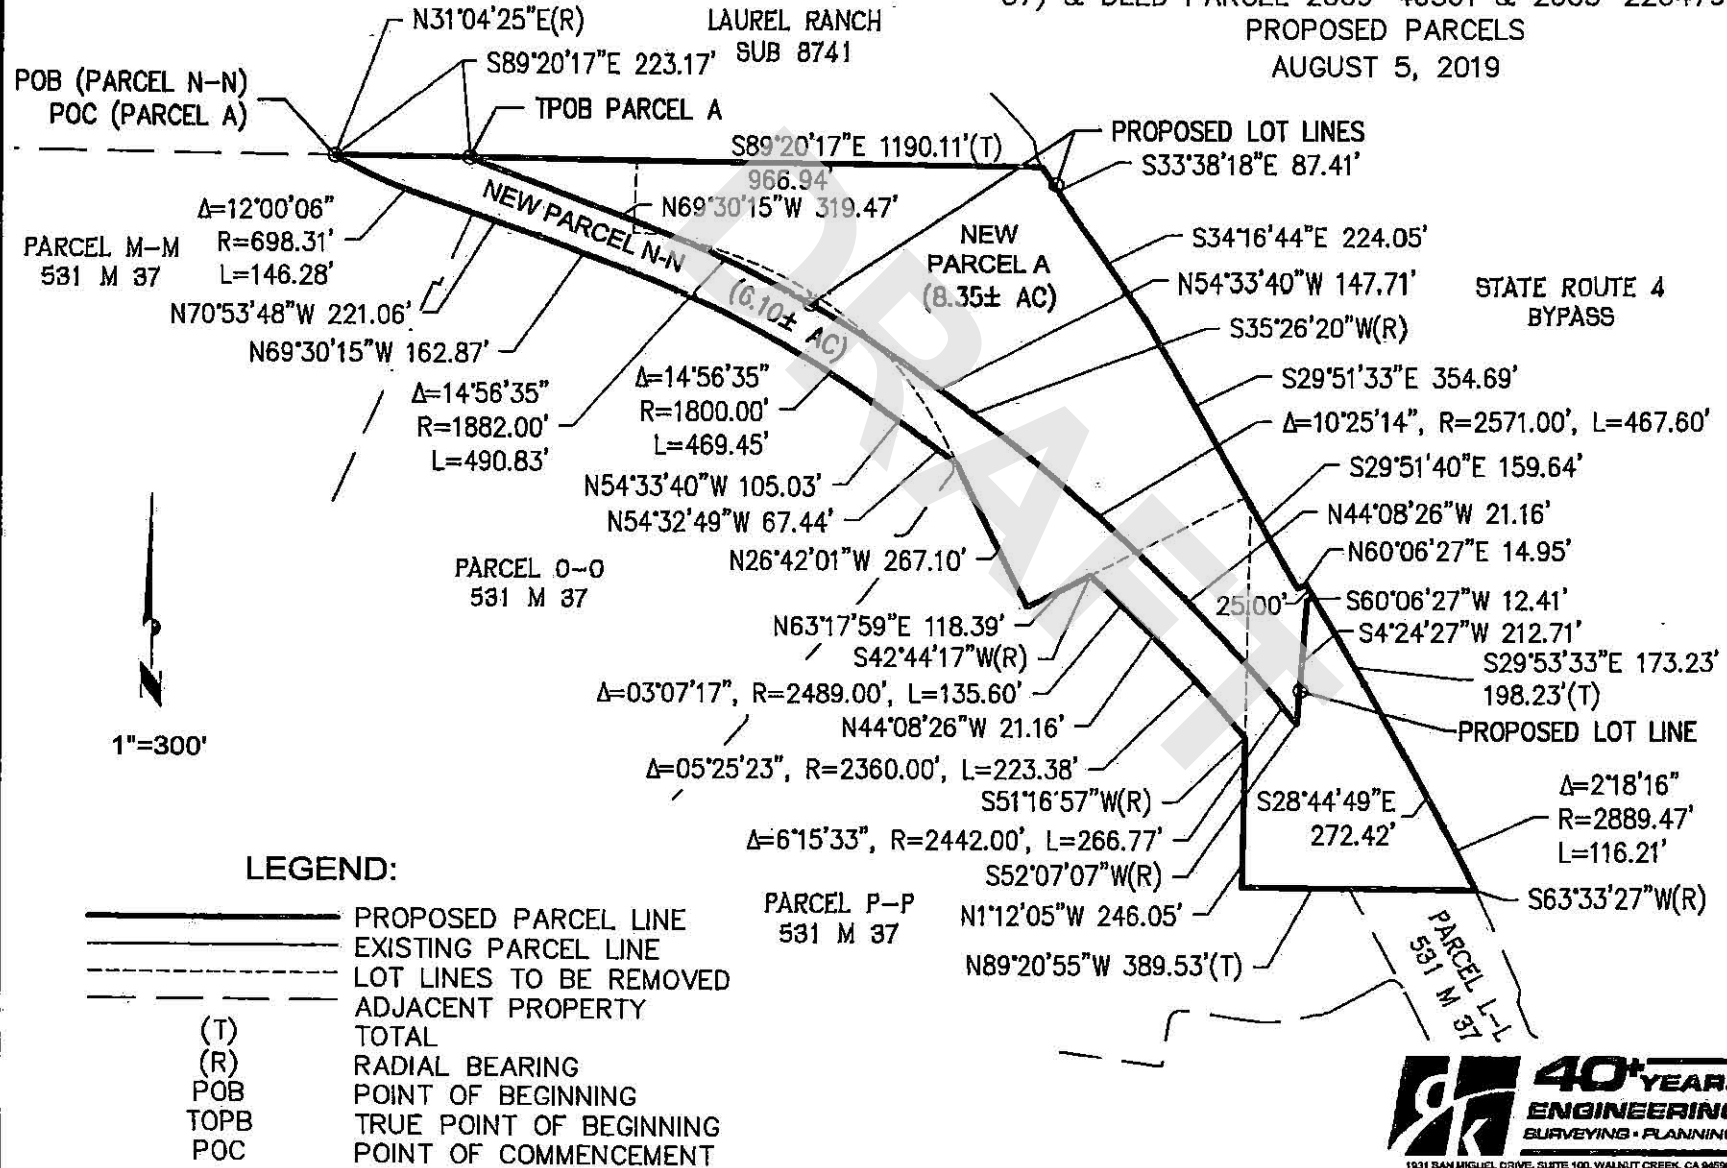 PROPOSED PARCELS
AUGUST 5, 2019
LAUREL RANCH
SUB 8741
N31°04'25"E(R)
S89°20'17"E 223.17'
POB (PARCEL N-N)
POC (PARCEL A)
TPOB PARCEL A
S89°20'17"E 1190.11'(T)
966.94'
PROPOSED LOT LINES
S33°38'18"E 87.41'
N69°30'15"W 319.47'
NEW PARCEL N-N
(6.10± AC)
NEW
PARCEL A
(8.35± AC)
Δ=12°00'06"
R=698.31'
L=146.28'
PARCEL M-M
531 M 37
N70°53'48"W 221.06'
N69°30'15"W 162.87'
S34°16'44"E 224.05'
N54°33'40"W 147.71'
STATE ROUTE 4
BYPASS
S35°26'20"W(R)
S29°51'33"E 354.69'
Δ=14°56'35"
R=1882.00'
L=490.83'
Δ=14°56'35"
R=1800.00'
L=469.45'
Δ=10°25'14", R=2571.00', L=467.60'
S29°51'40"E 159.64'
N54°33'40"W 105.03'
N54°32'49"W 67.44'
N44°08'26"W 21.16'
N26°42'01"W 267.10'
N60°06'27"E 14.95'
PARCEL O-O
531 M 37
25.00'
S60°06'27"W 12.41'
N63°17'59"E 118.39'
S4°24'27"W 212.71'
S42°44'17"W(R)
S29°53'33"E 173.23'
198.23'(T)
Δ=03°07'17", R=2489.00', L=135.60'
N44°08'26"W 21.16'
PROPOSED LOT LINE
N
1"=300'
Δ=05°25'23", R=2360.00', L=223.38'
S51°16'57"W(R)
S28°44'49"E
272.42'
Δ=2°18'16"
R=2889.47'
L=116.21'
Δ=6°15'33", R=2442.00', L=266.77'
S52°07'07"W(R)
S63°33'27"W(R)
PARCEL P-P
531 M 37
N1°12'05"W 246.05'
N89°20'55"W 389.53'(T)
PARCEL L-L
531 M 37
DRAFT
LEGEND:
PROPOSED PARCEL LINE
EXISTING PARCEL LINE
LOT LINES TO BE REMOVED
ADJACENT PROPERTY
(T) TOTAL
(R) RADIAL BEARING
POB POINT OF BEGINNING
TOPB TRUE POINT OF BEGINNING
POC POINT OF COMMENCEMENT
dk
40+ YEARS
ENGINEERING
SURVEYING • PLANNING
1931 SAN MIGUEL DRIVE, SUITE 100, WALNUT CREEK, CA